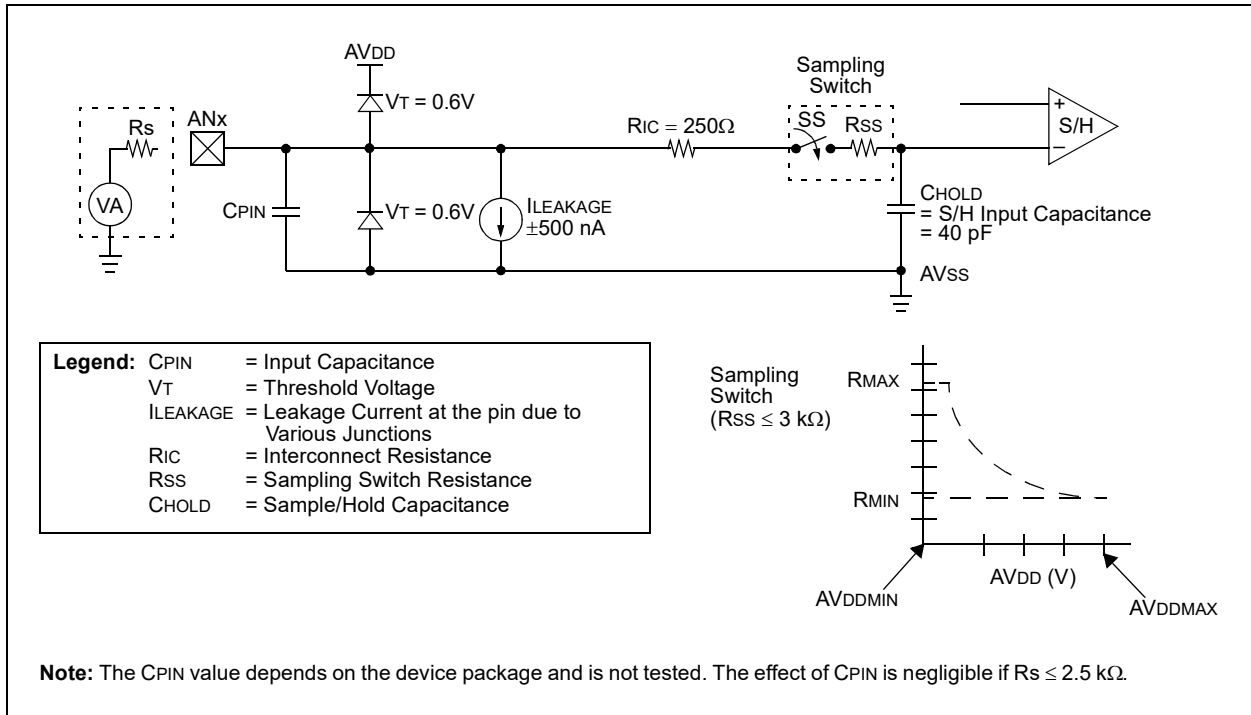 AVDD
Sampling
Switch
VT = 0.6V
Rs
ANx
RIC = 250Ω
SS
RSS
+
S/H
–
VA
CPIN
VT = 0.6V
ILEAKAGE
±500 nA
CHOLD
= S/H Input Capacitance
= 40 pF
AVSS
Legend: CPIN = Input Capacitance
VT = Threshold Voltage
ILEAKAGE = Leakage Current at the pin due to
Various Junctions
RIC = Interconnect Resistance
RSS = Sampling Switch Resistance
CHOLD = Sample/Hold Capacitance
Sampling
Switch
(RSS ≤ 3 kΩ)
RMAX
RMIN
AVDDMIN
AVDD (V)
AVDDMAX
Note: The CPIN value depends on the device package and is not tested. The effect of CPIN is negligible if Rs ≤ 2.5 kΩ.